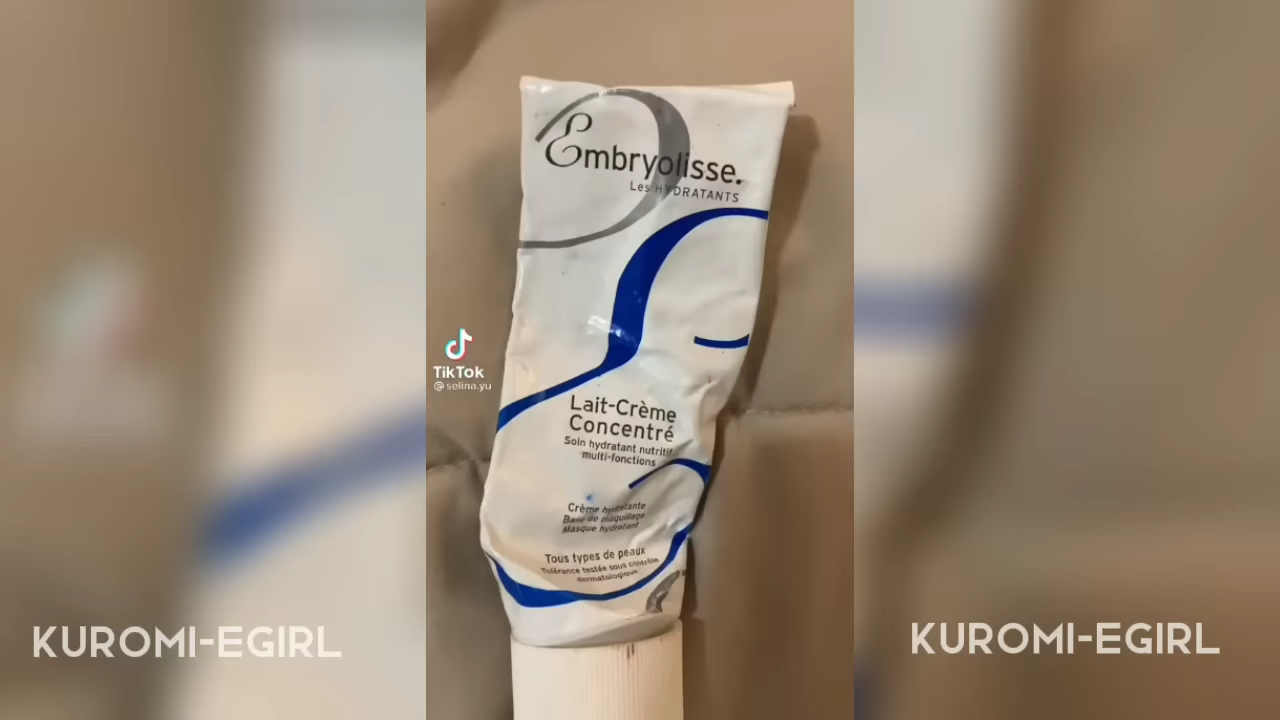 Embryolisse.
Les HYDRATANTS
TikTok
@selina.yu
Lait-Crème
Concentré
Soin hydratant nutritif
multi-fonctions
Crème hydratante
Base de maquillage
Masque hydratant
Tous types de peaux
Tolérance testée sous contrôle
dermatologique
KUROMI-EGIRL
KUROMI-EGIRL